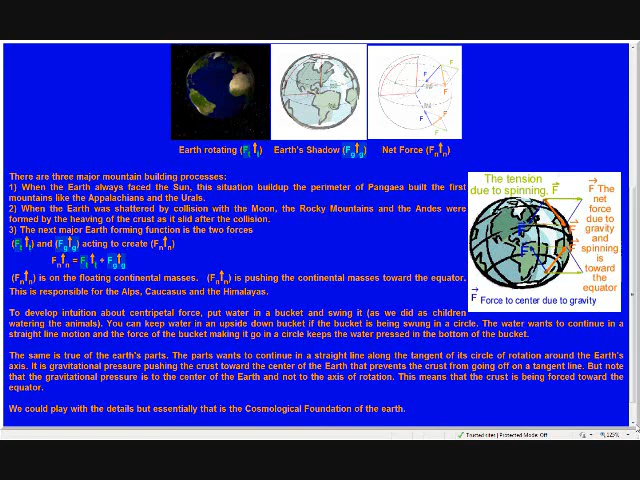 Earth rotating (Ft↑t) Earth's Shadow (Fg↑g) Net Force (Fn↑n)
There are three major mountain building processes:
1) When the Earth always faced the Sun, this situation buildup the perimeter of Pangaea built the first
mountains like the Appalachians and the Urals.
2) When the Earth was shattered by collision with the Moon, the Rocky Mountains and the Andes were
formed by the heaving of the crust as it slid after the collision.
3) The next major Earth forming function is the two forces
(Ft↑t) and (Fg↑g) acting to create (Fn↑n)
Fn↑n = Ft↑t + Fg↑g
(Fn↑n) is on the floating continental masses. (Fn↑n) is pushing the continental masses toward the equator.
This is responsible for the Alps, Caucasus and the Himalayas.
The tension
due to spinning. F
F The
net
force
due to
gravity
and
spinning
is toward
the
equator
F
F
F
F
F Force to center due to gravity
To develop intuition about centripetal force, put water in a bucket and swing it (as we did as children
watering the animals). You can keep water in an upside down bucket if the bucket is being swung in a circle. The water wants to continue in a
straight line motion and the force of the bucket making it go in a circle keeps the water pressed in the bottom of the bucket.
The same is true of the earth's parts. The parts wants to continue in a straight line along the tangent of its circle of rotation around the Earth's
axis. It is gravitational pressure pushing the crust toward the center of the Earth that prevents the crust from going off on a tangent line. But note
that the gravitational pressure is to the center of the Earth and not to the axis of rotation. This means that the crust is being forced toward the
equator.
We could play with the details but essentially that is the Cosmological Foundation of the earth.
Trusted sites | Protected Mode: Off
125%